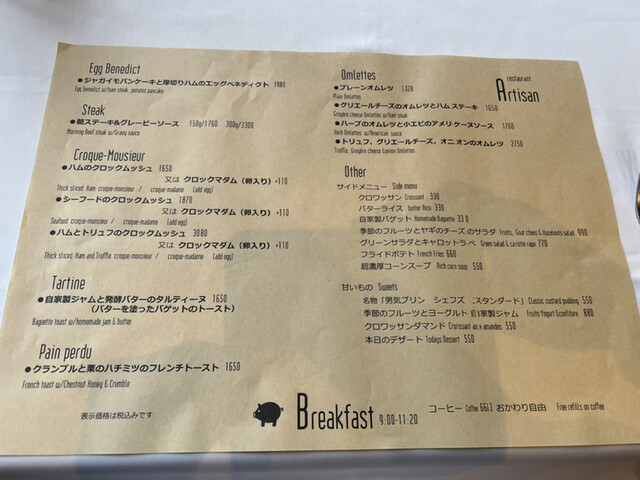 Egg Benedict
●ジャガイモパンケーキと厚切りハムのエッグベネディクト 1980
Egg benedict w/ham steak, potates pancake
Steak
●朝ステーキ&グレービーソース 150g/1760 300g/3300
Morning Beef steak w/Gravy sauce
Croque-Mousieur
●ハムのクロックムッシュ 1650
又は クロックマダム (卵入り) +110
Thick sliced Ham croque-monsieur / croque-madame (add egg)
●シーフードのクロックムッシュ 1870
又は クロックマダム (卵入り) +110
Seafood croque-monsieur / croque-madame (add egg)
●ハムとトリュフのクロックムッシュ 3080
又は クロックマダム (卵入り) +110
Thick sliced Ham and Truffle croque-monsieur / croque-madame (add egg)
Tartine
●自家製ジャムと発酵バターのタルティーヌ 1650
(バターを塗ったバゲットのトースト)
Baguette toast w/homemade jam & butter
Pain perdu
●クランブルと栗のハチミツのフレンチトースト 1650
French toast w/Chestnut Honey & Crumble
表示価格は税込みです
restaurant
Artisan
Omlettes
●プレーンオムレツ 1320
Plain Omlettes
●グリエールチーズのオムレツとハムステーキ 1650
Gruyère cheese Omlettes w/ham steak
●ハーブのオムレツと小エビのアメリケーヌソース 1760
Herb Omlettes w/American sauce
●トリュフ、グリエールチーズ、オニオンのオムレツ 2750
Truffle, Gruyère cheese &onion Omlettes
Other
サイドメニュー Side menu
クロワッサン Croissant 330
バターライス butter Rice 330
自家製バゲット Homemade Baguette 330
季節のフルーツとヤギのチーズのサラダ Fruits, Goat chees & Hazelnuts salad 990
グリーンサラダとキャロットラペ Green salad & carotte rape 770
フライドポテト French Fries 660
超濃厚コーンスープ Rich corn soup 550
甘いもの Sweets
名物「男気プリン シェフズ スタンダード」 Classic custard pudding 550
季節のフルーツとヨーグルト 自家製ジャム Fruits Yogurt &confiture 880
クロワッサンダマンド Crorissant aux amandes 550
本日のデザート Todays Dessert 550
Breakfast 9:00-11:20
コーヒー Coffee 660 おかわり自由 Free refills on coffee